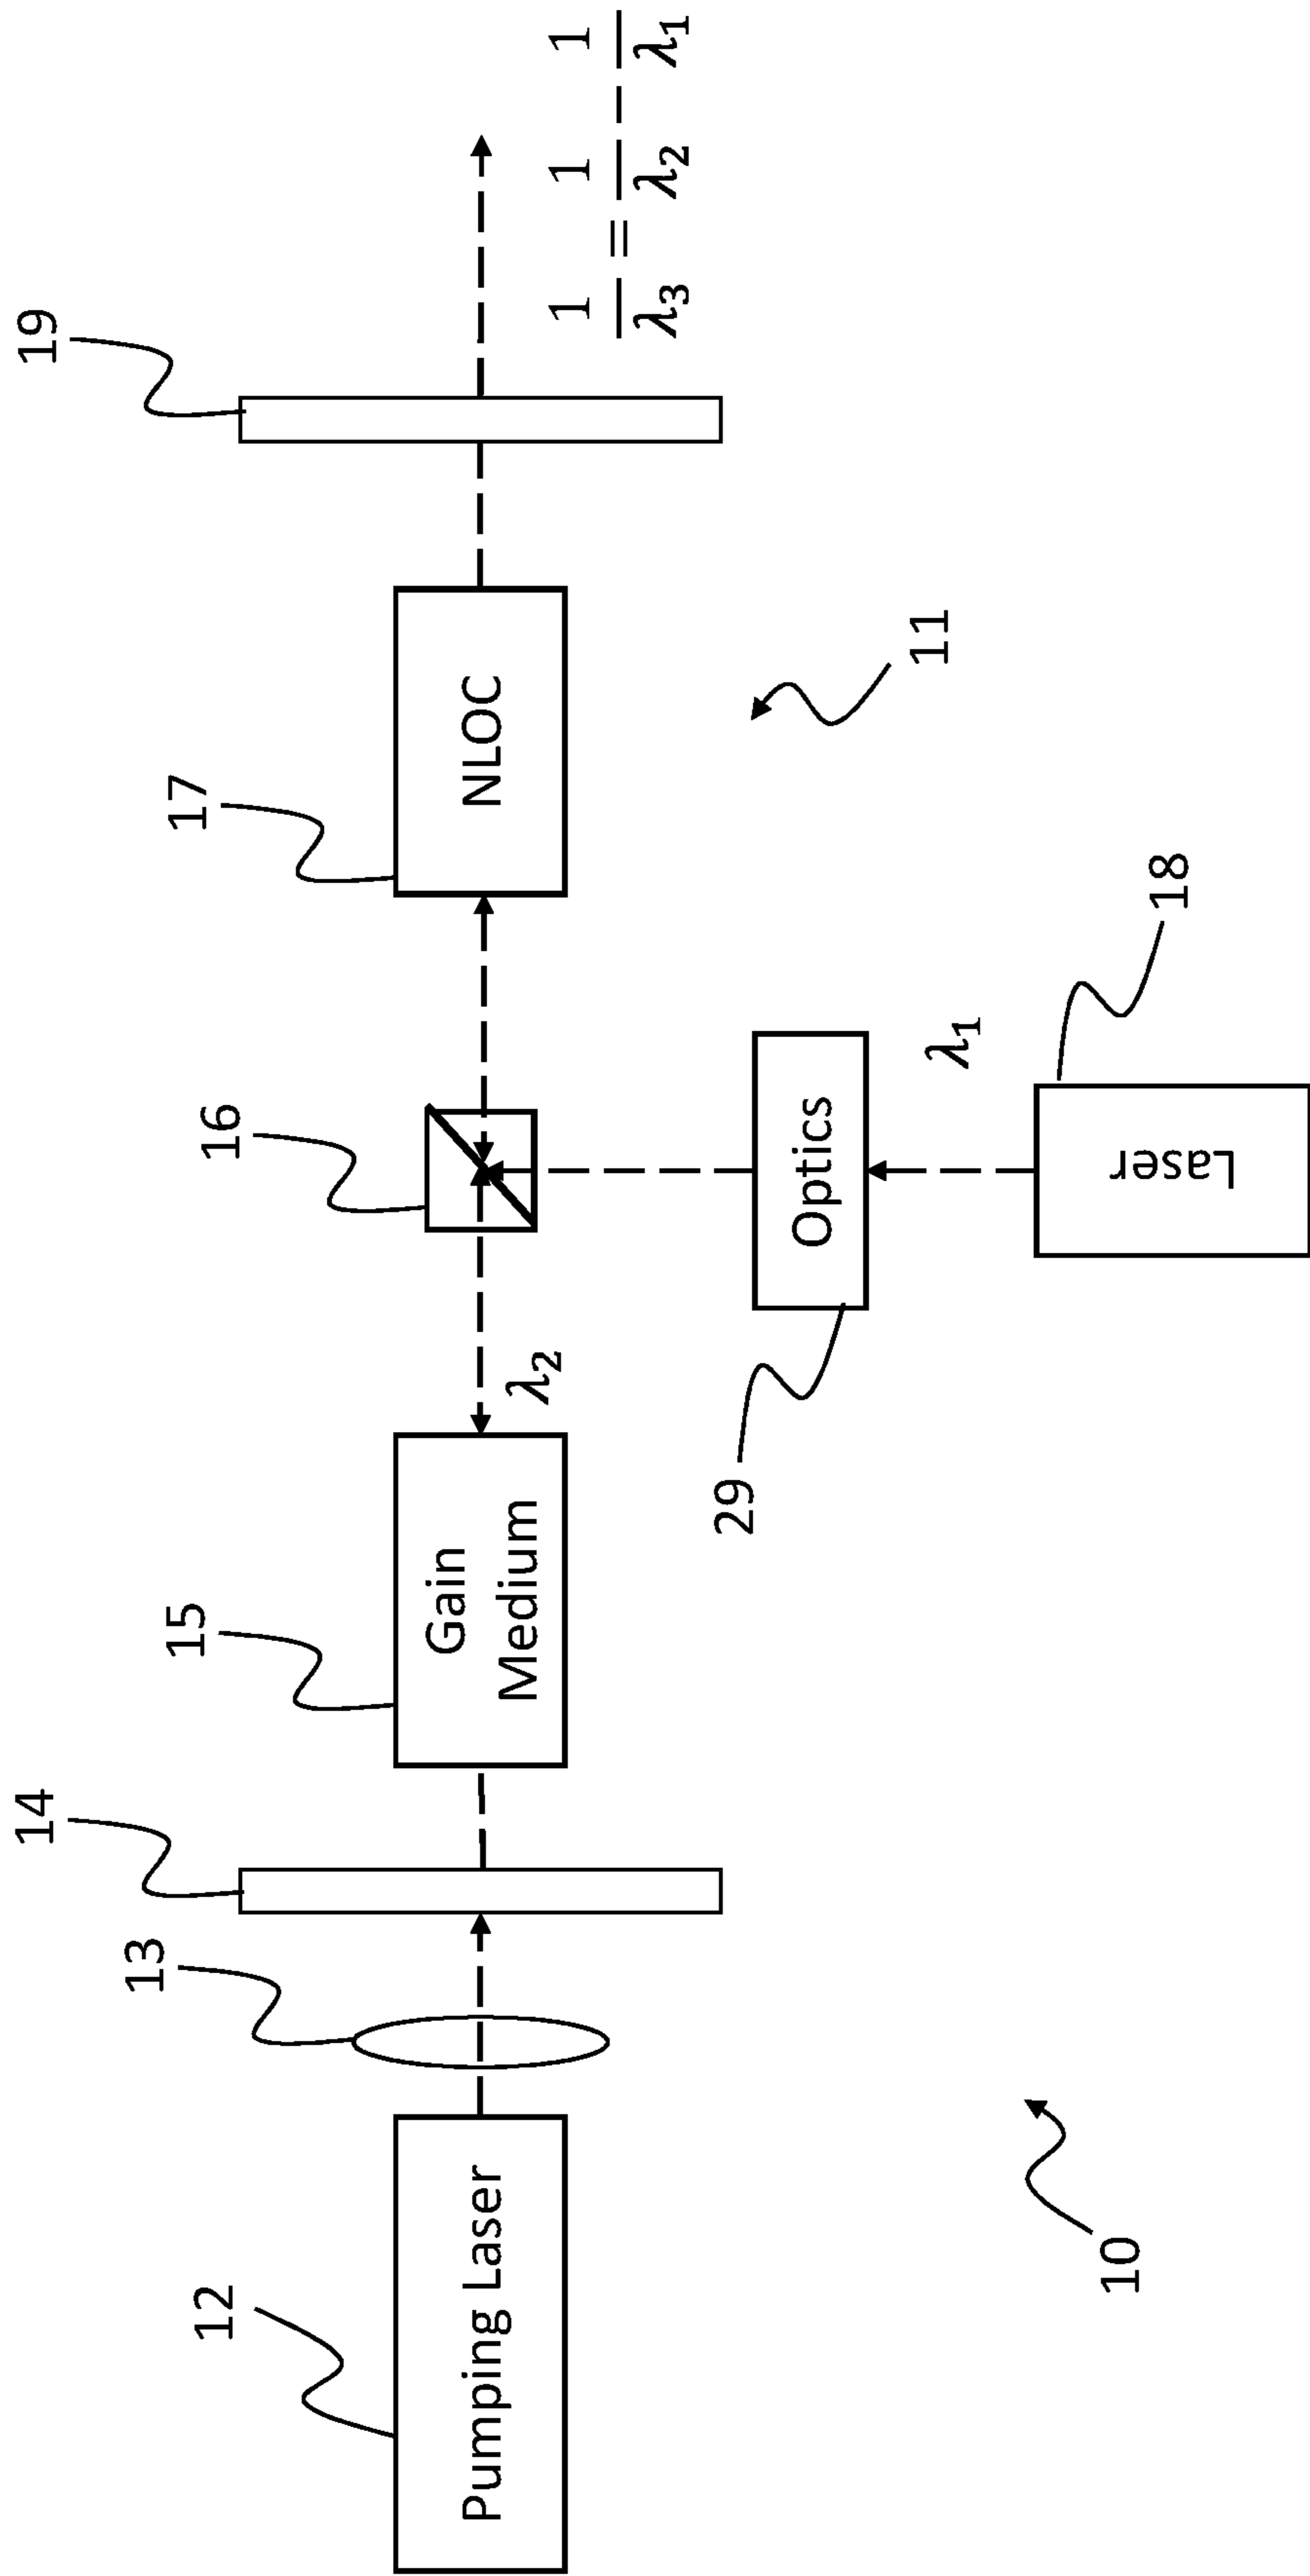 12
13
14
15
16
17
19
Pumping Laser
Gain
Medium
λ2
NLOC
1/λ3 = 1/λ2 − 1/λ1
29
Optics
λ1
11
10
Laser
18